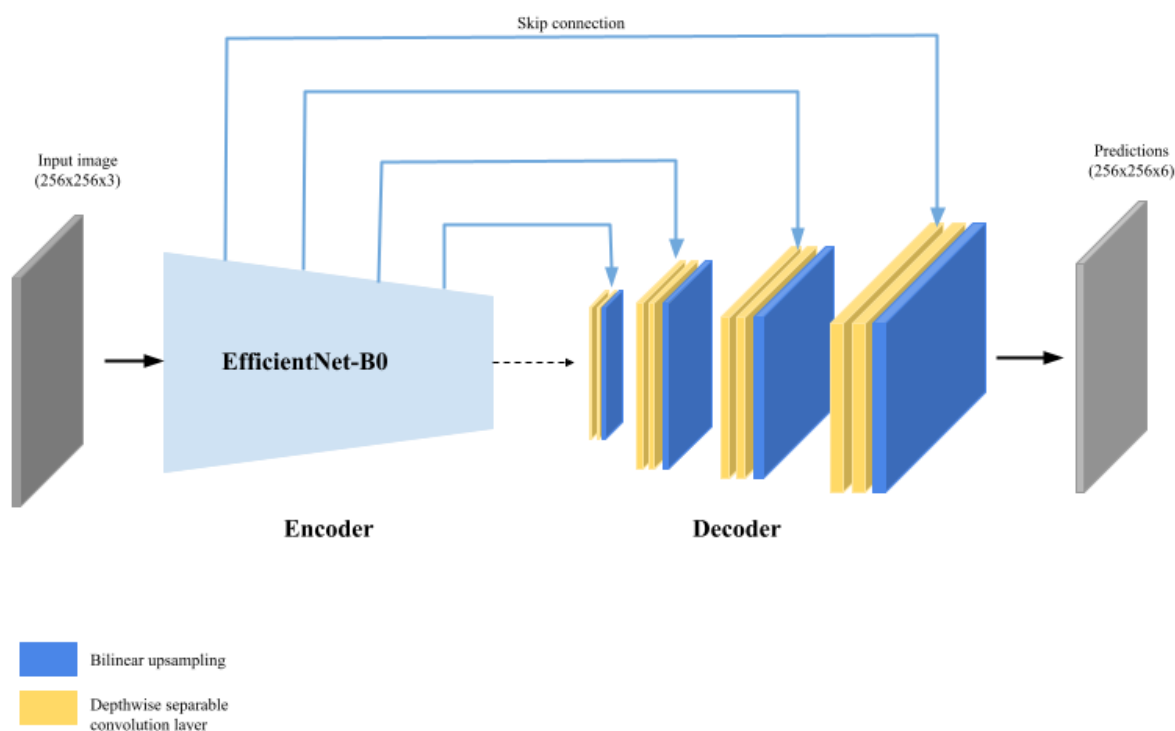 Skip connection
Input image
(256x256x3)
Predictions
(256x256x6)
EfficientNet-B0
Encoder
Decoder
Bilinear upsampling
Depthwise separable
convolution layer